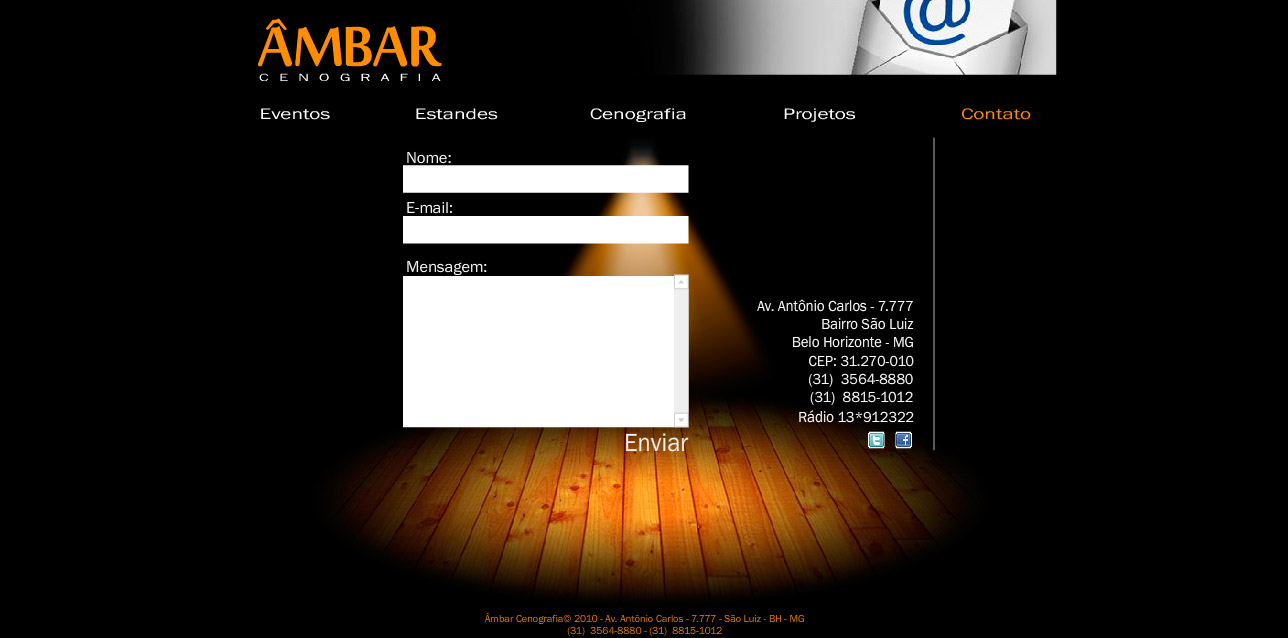 ÂMBAR
CENOGRAFIA
Eventos Estandes Cenografia Projetos Contato
Nome:
E-mail:
Mensagem:
Enviar
Av. Antônio Carlos - 7.777
Bairro São Luiz
Belo Horizonte - MG
CEP: 31.270-010
(31) 3564-8880
(31) 8815-1012
Rádio 13*912322
Âmbar Cenografia© 2010 - Av. Antônio Carlos - 7.777 - São Luiz - BH - MG
(31) 3564-8880 - (31) 8815-1012